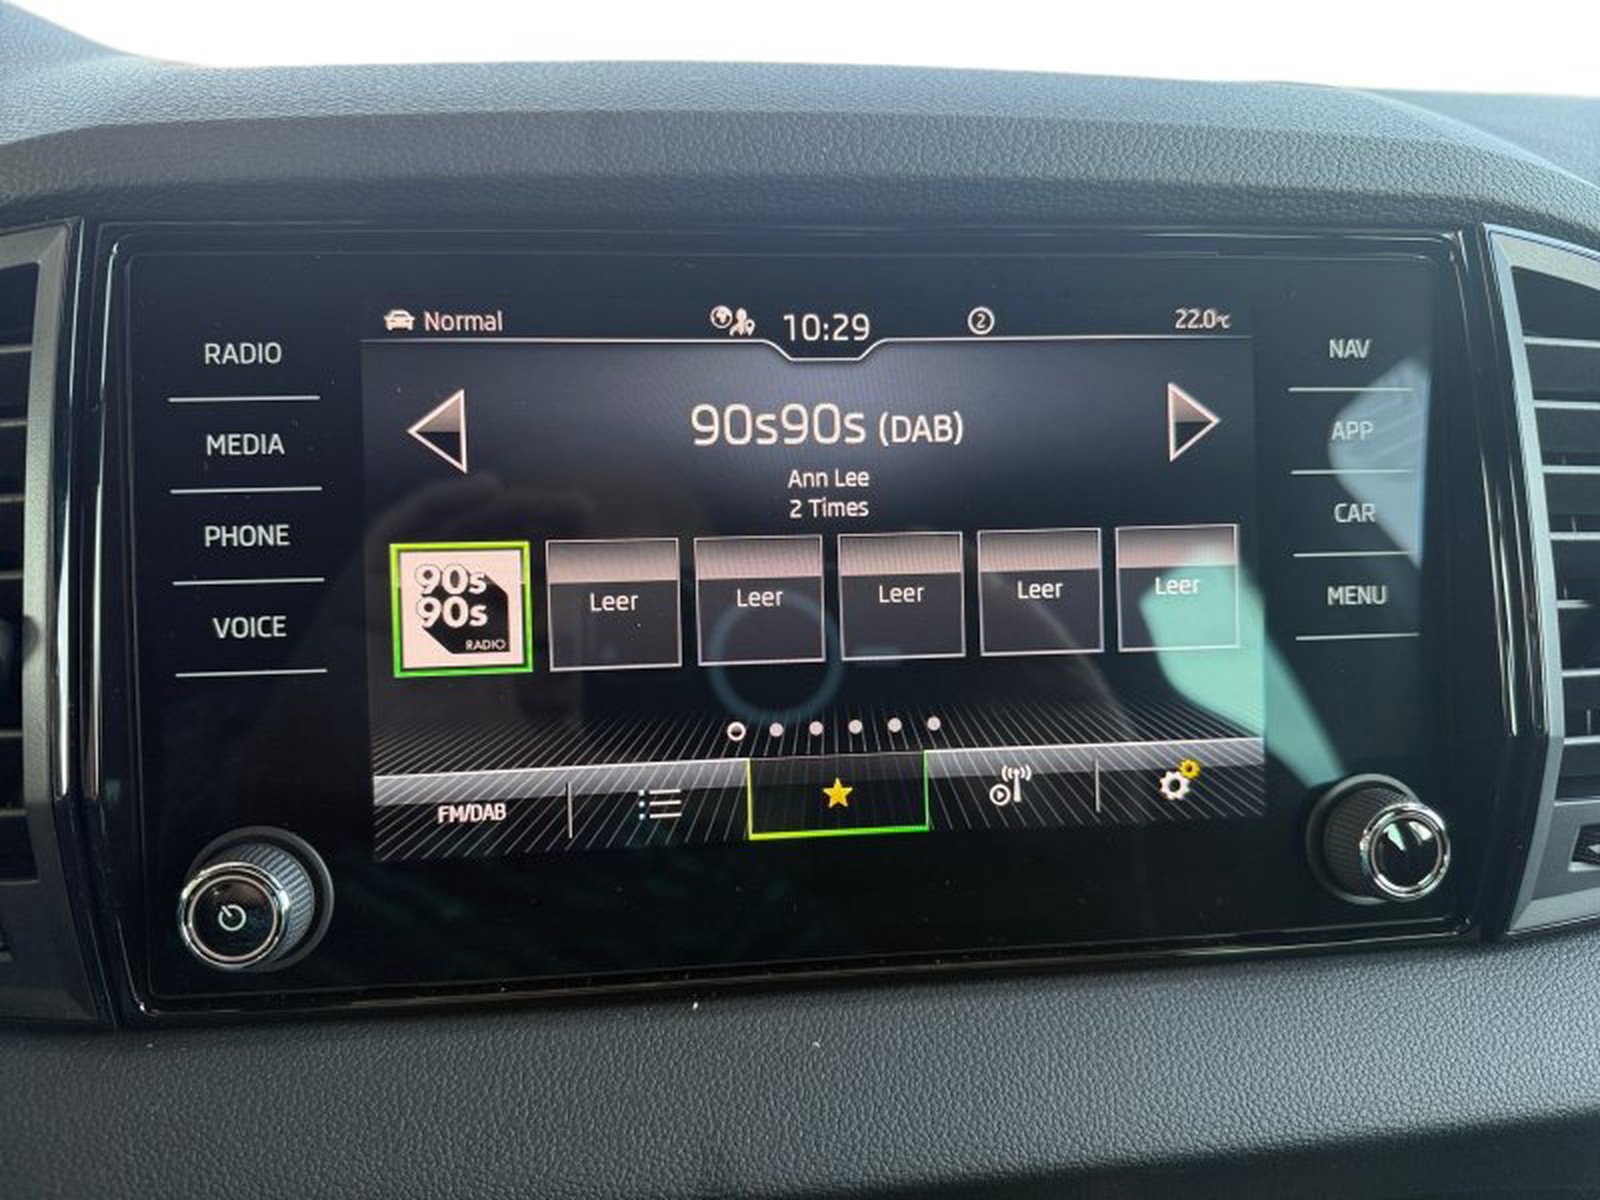 Normal
10:29
2
22.0°C
RADIO
MEDIA
PHONE
VOICE
90s90s (DAB)
Ann Lee
2 Times
90s
90s
RADIO
Leer
Leer
Leer
Leer
Leer
FM/DAB
NAV
APP
CAR
MENU